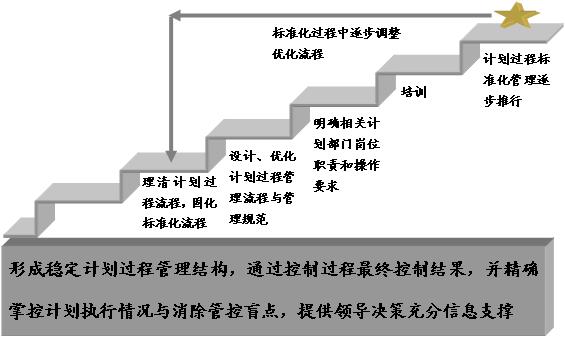 标准化过程中逐步调整
优化流程
计划过程标
准化管理逐
步推行
培训
明确相关计
划部门岗位
职责和操作
要求
设计、优化
计划过程管
理流程与管
理规范
理清计划过
程流程，固化
标准化流程
形成稳定计划过程管理结构，通过控制过程最终控制结果，并精确
掌控计划执行情况与消除管控盲点，提供领导决策充分信息支撑